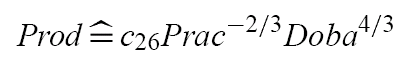 Prod ≙ c₂₆Prac⁻²/³Doba⁴/³